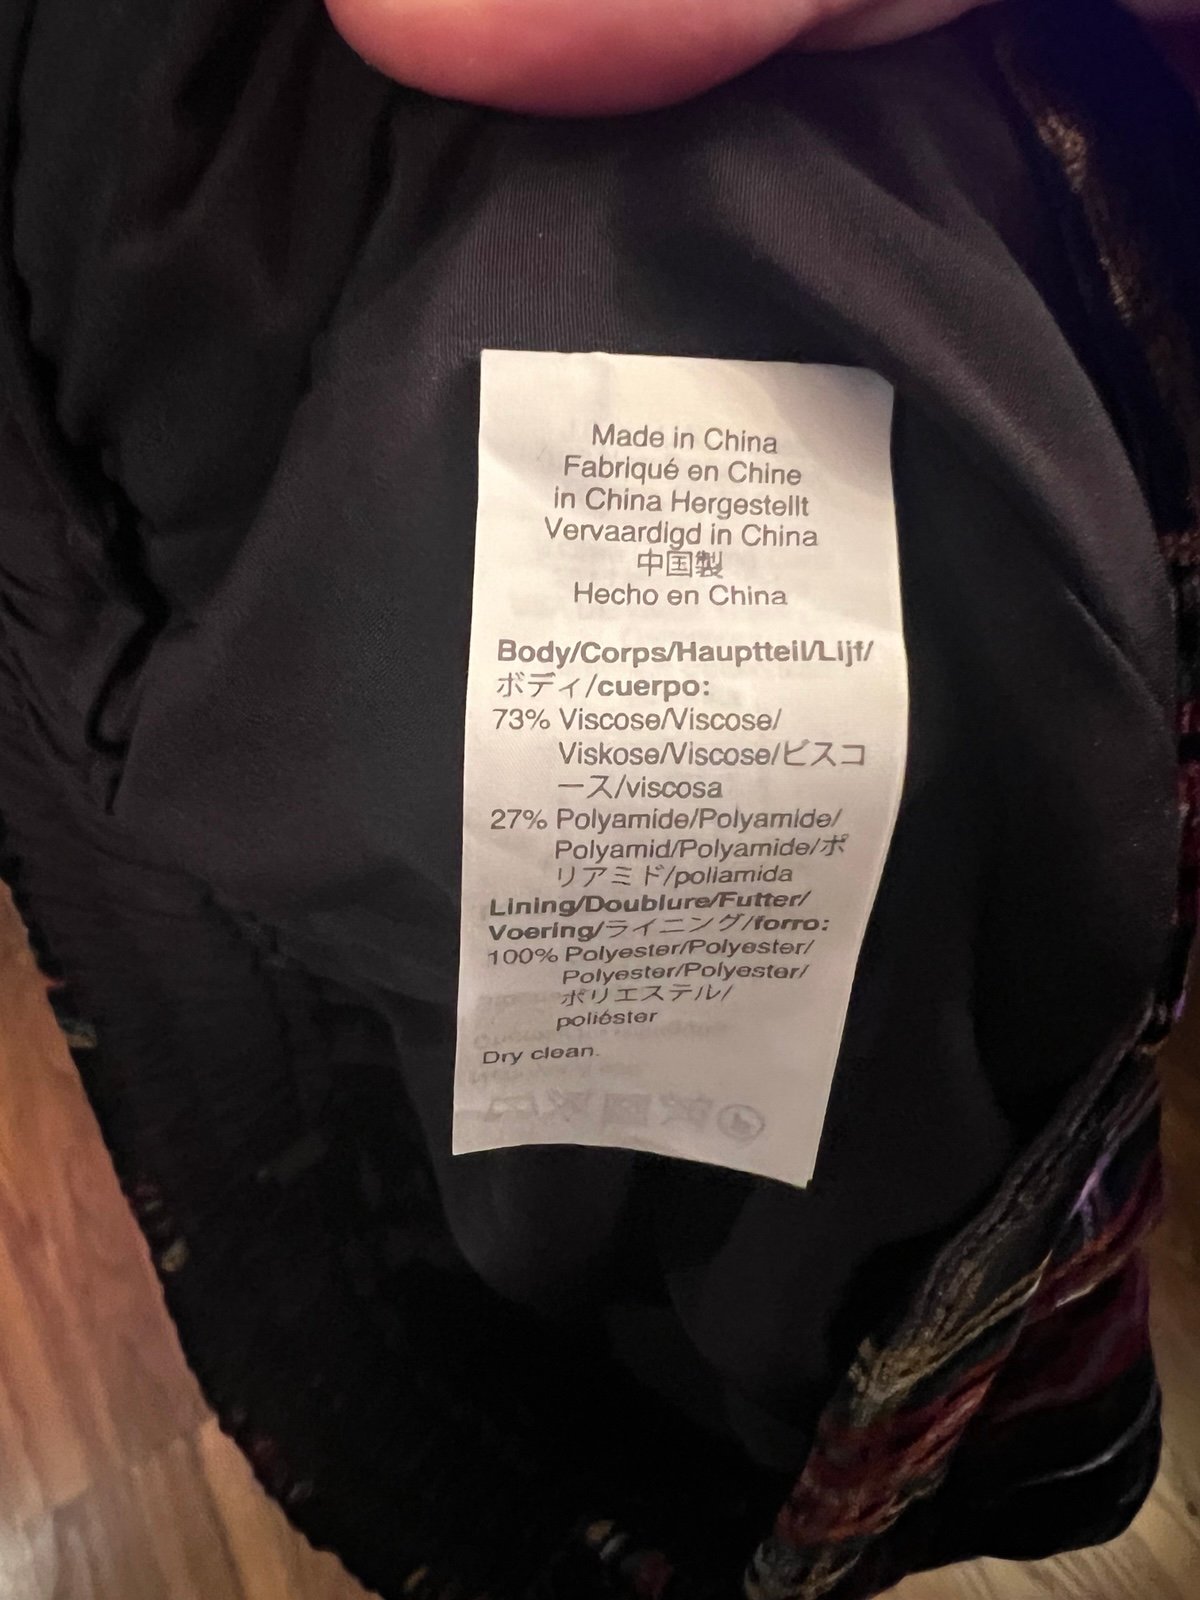 Made in China
Fabriqué en Chine
in China Hergestellt
Vervaardigd in China
中国製
Hecho en China
Body/Corps/Hauptteil/Lijf/
ボディ/cuerpo:
73% Viscose/Viscose/
Viskose/Viscose/ビスコ
ース/viscosa
27% Polyamide/Polyamide/
Polyamid/Polyamide/ポ
リアミド/poliamida
Lining/Doublure/Futter/
Voering/ライニング/forro:
100% Polyester/Polyester/
Polyester/Polyester/
ポリエステル/
poliéster
Dry clean.